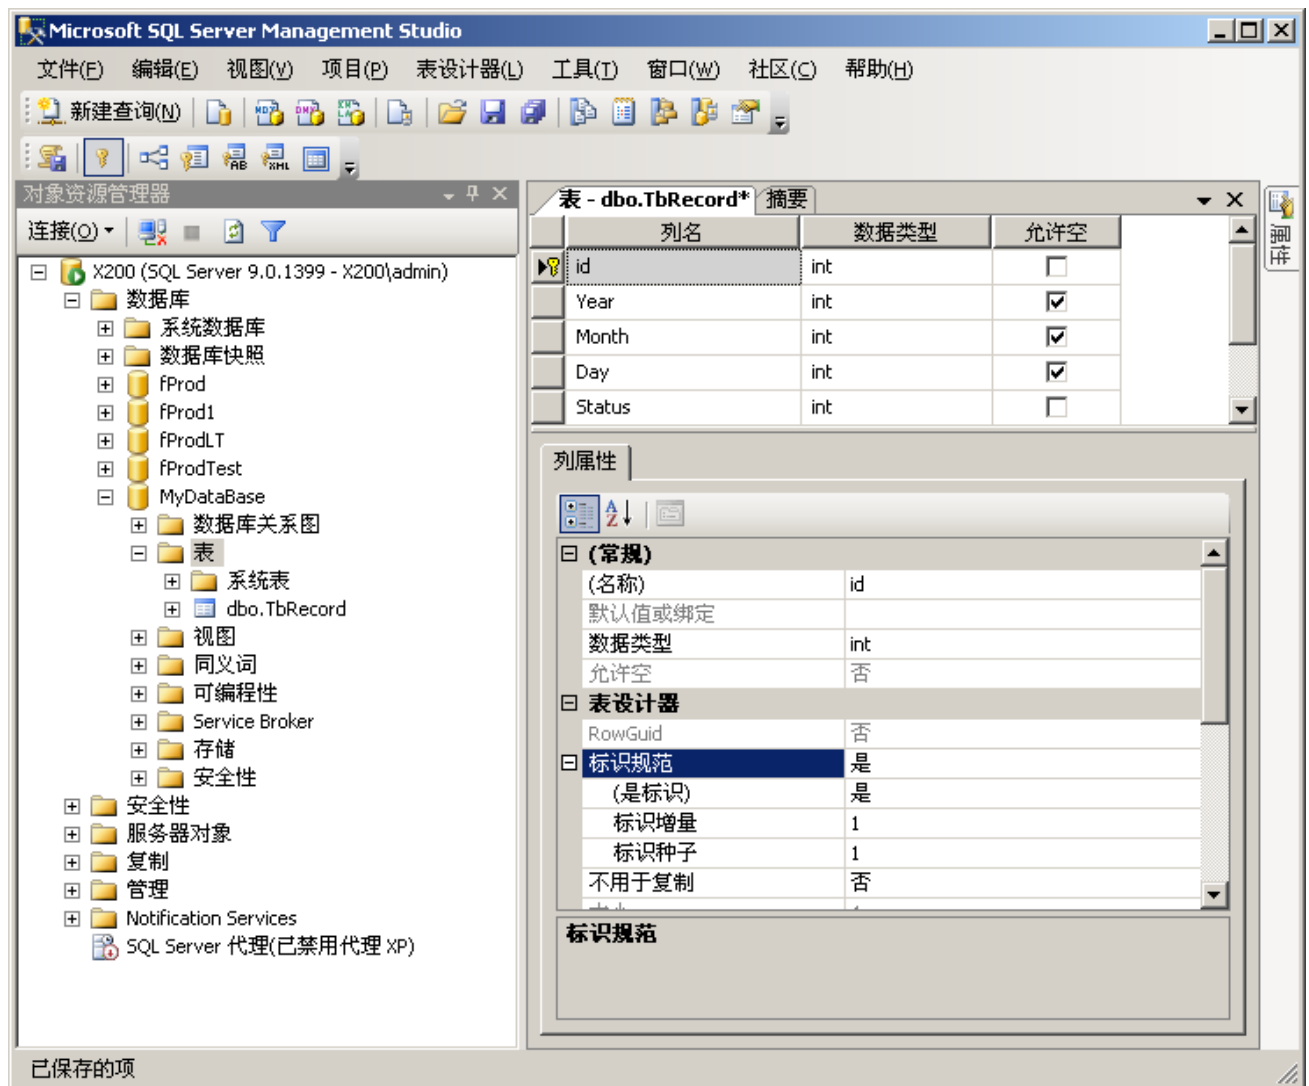 Microsoft SQL Server Management Studio
文件(F) 编辑(E) 视图(V) 项目(P) 表设计器(L) 工具(T) 窗口(W) 社区(C) 帮助(H)
新建查询(N)
对象资源管理器
连接(O)
X200 (SQL Server 9.0.1399 - X200\admin)
数据库
系统数据库
数据库快照
fProd
fProd1
fProdLT
fProdTest
MyDataBase
数据库关系图
表
系统表
dbo.TbRecord
视图
同义词
可编程性
Service Broker
存储
安全性
安全性
服务器对象
复制
管理
Notification Services
SQL Server 代理(已禁用代理 XP)
表 - dbo.TbRecord* 摘要
列名 数据类型 允许空
id int
Year int
Month int
Day int
Status int
列属性
(常规)
(名称) id
默认值或绑定
数据类型 int
允许空 否
表设计器
RowGuid 否
标识规范 是
(是标识) 是
标识增量 1
标识种子 1
不用于复制 否
标识规范
属性
已保存的项